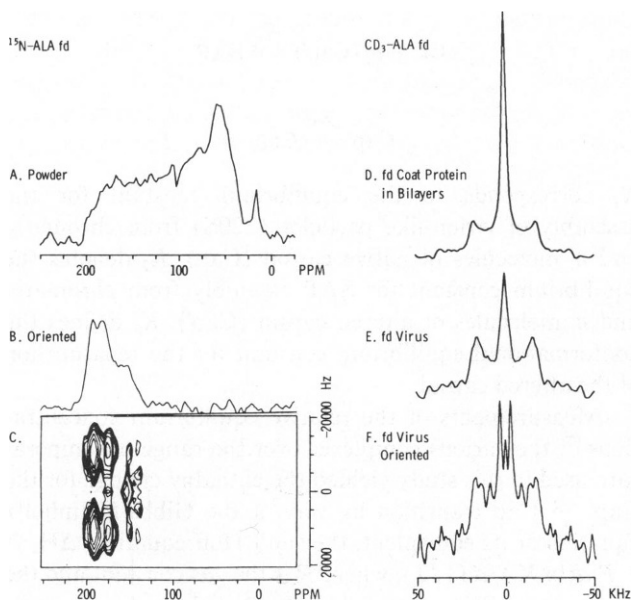 ¹⁵N-ALA fd
A. Powder
200 100 0 PPM
B. Oriented
C.
-20000 Hz
0
20000
200 100 0 PPM
CD₃-ALA fd
D. fd Coat Protein
in Bilayers
E. fd Virus
F. fd Virus
Oriented
50 0 -50 KHz